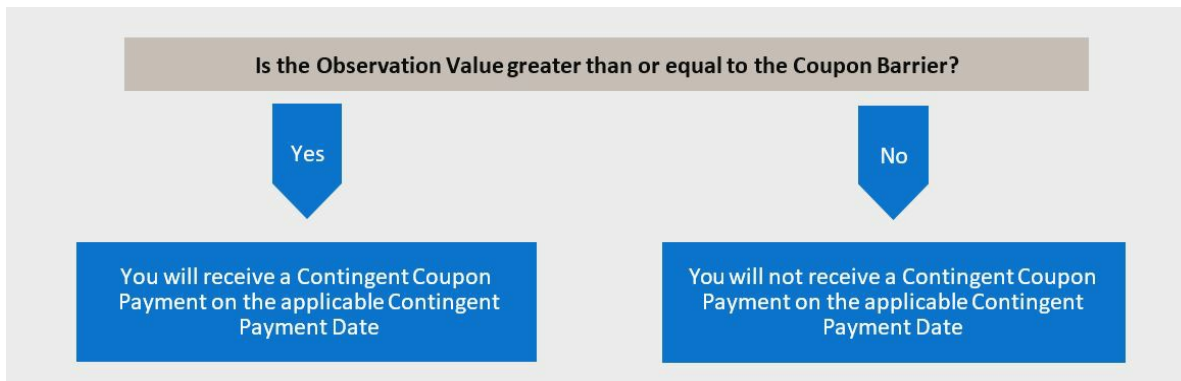 Is the Observation Value greater than or equal to the Coupon Barrier?
Yes
No
You will receive a Contingent Coupon
Payment on the applicable Contingent
Payment Date
You will not receive a Contingent Coupon
Payment on the applicable Contingent
Payment Date